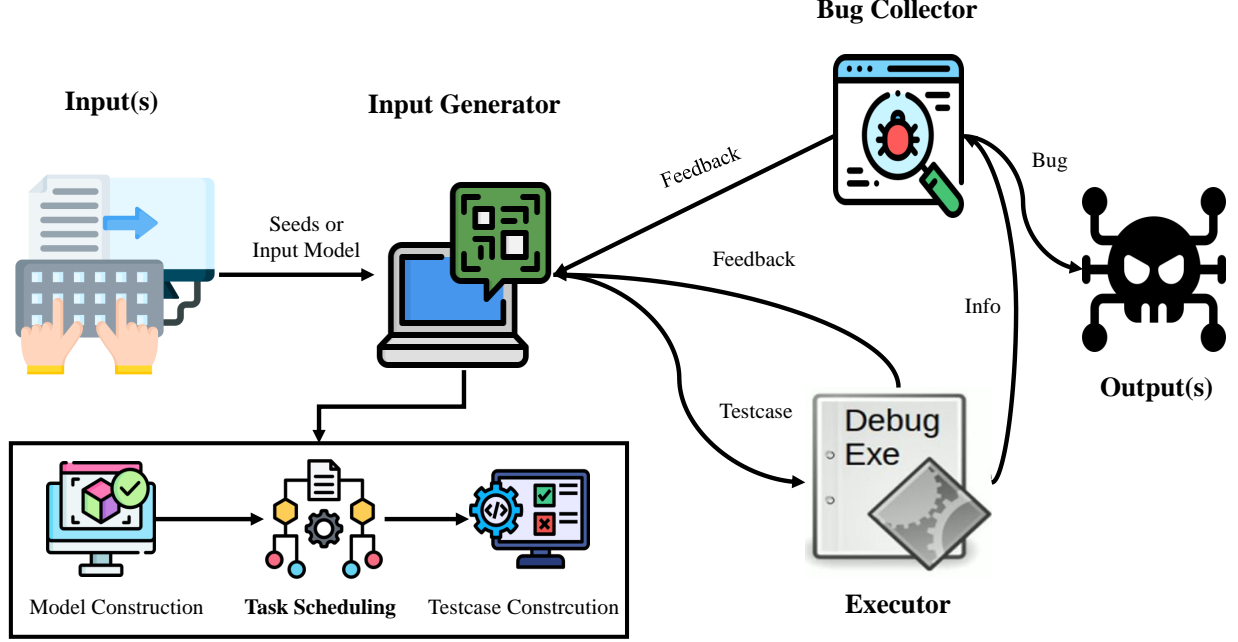 Bug Collector
Input(s)
Input Generator
Feedback
Bug
Seeds or
Input Model
Feedback
Info
Output(s)
Testcase
Debug
Exe
</>
Model Construction
Task Scheduling
Testcase Constrcution
Executor